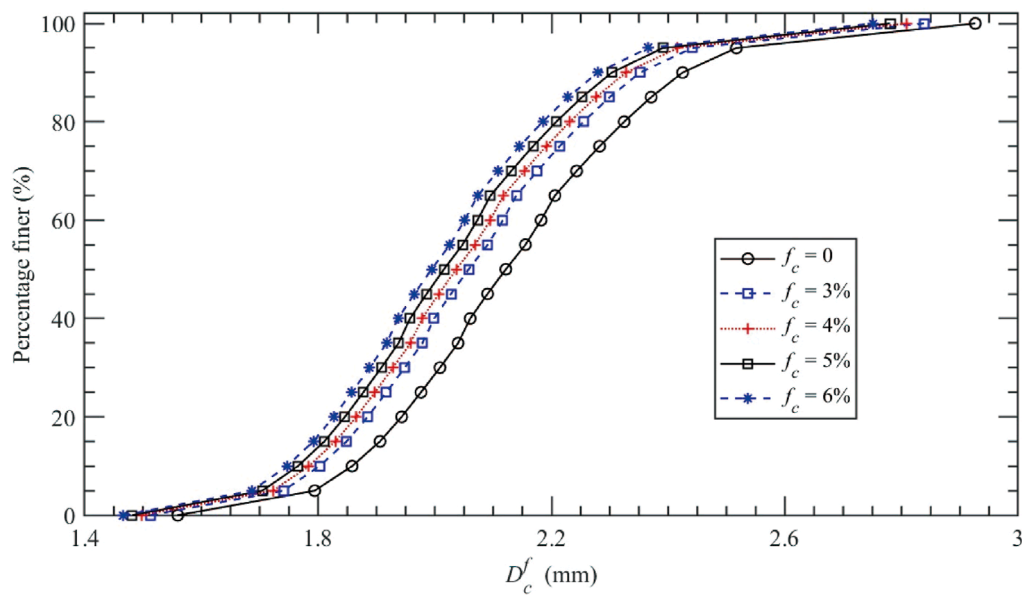 100
80
60
40
20
0
Percentage finer (%)
1.4 1.8 2.2 2.6 3
D_c^f (mm)
f_c = 0
f_c = 3%
f_c = 4%
f_c = 5%
f_c = 6%